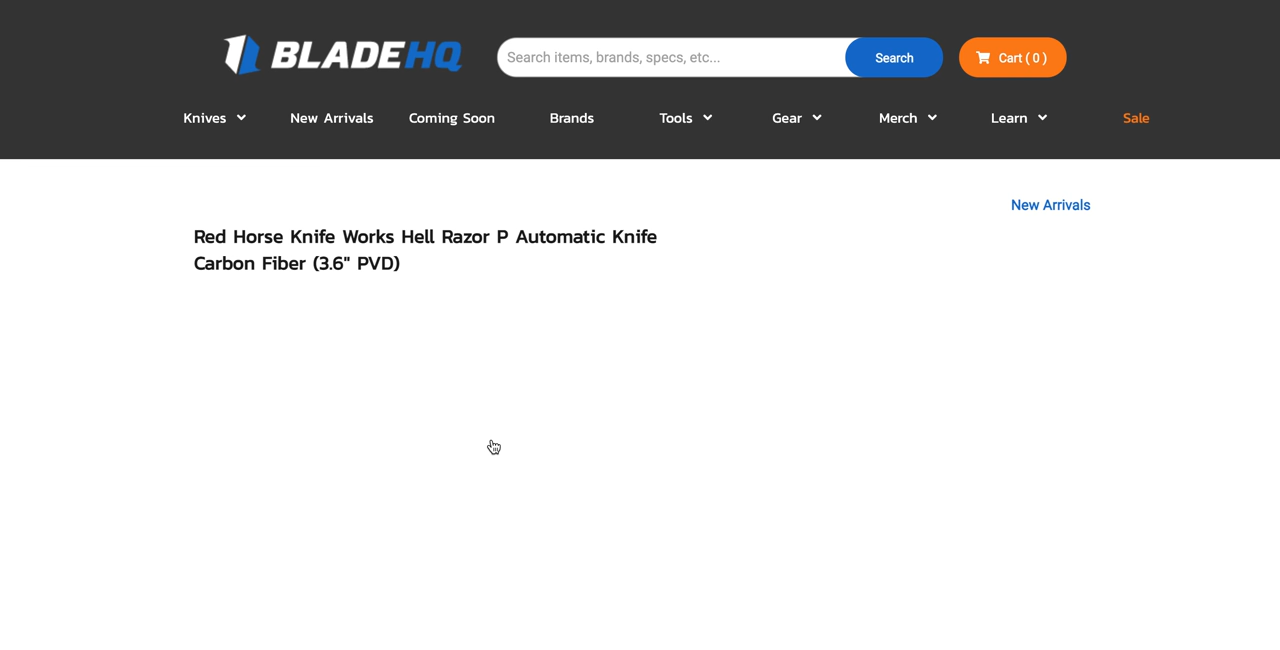 BLADEHQ
Search items, brands, specs, etc...
Search
Cart ( 0 )
Knives
New Arrivals
Coming Soon
Brands
Tools
Gear
Merch
Learn
Sale
New Arrivals
Red Horse Knife Works Hell Razor P Automatic Knife
Carbon Fiber (3.6" PVD)